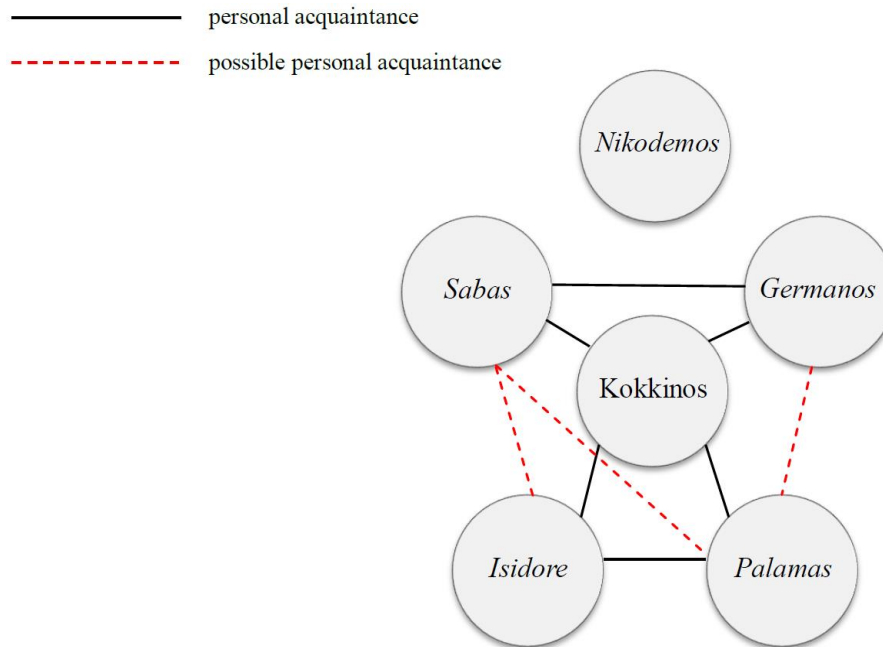 personal acquaintance
possible personal acquaintance
Nikodemos
Sabas
Germanos
Kokkinos
Isidore
Palamas